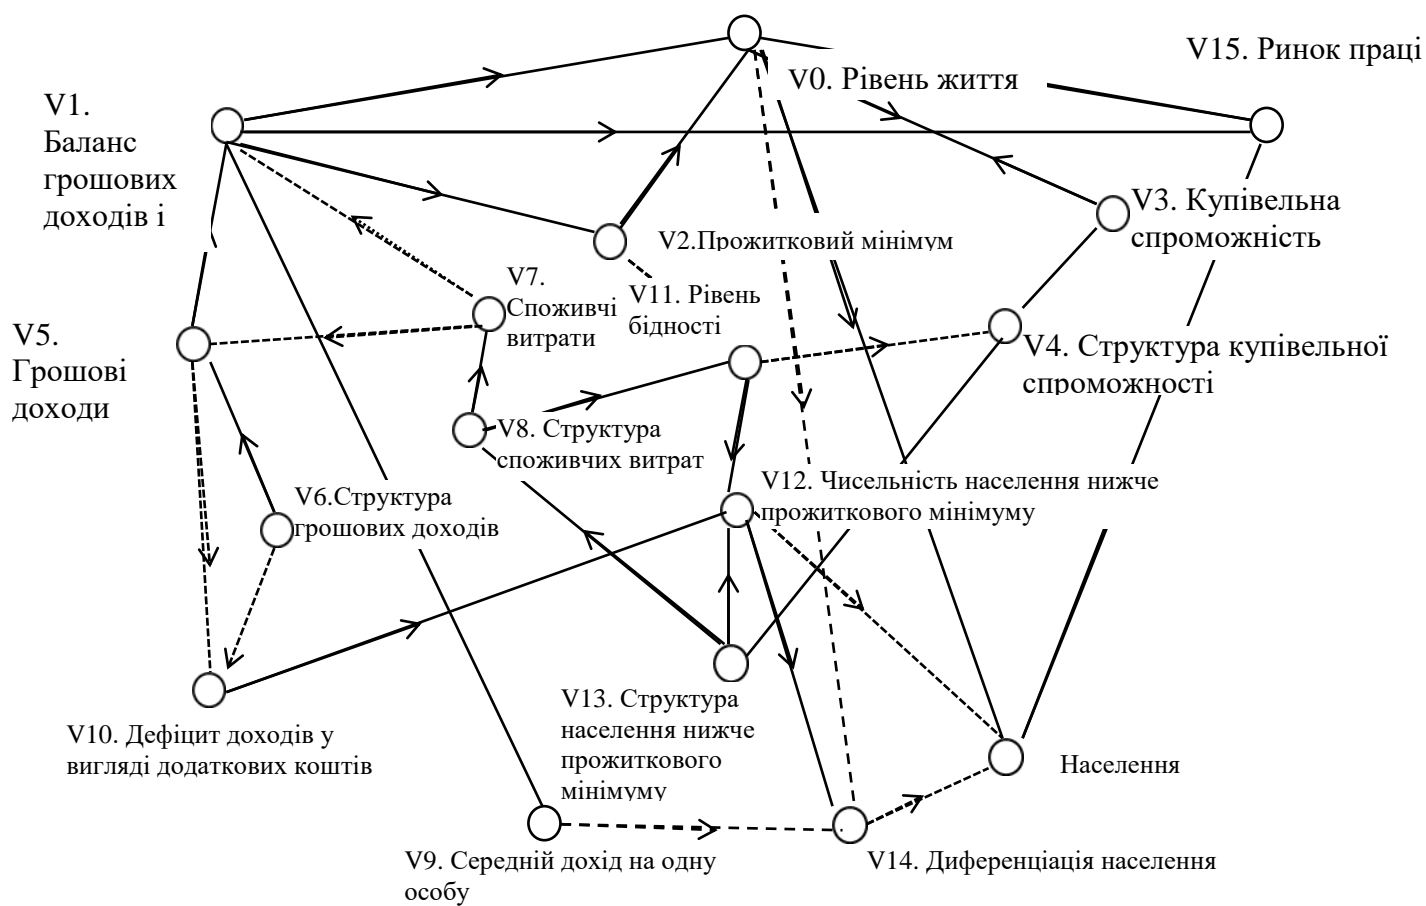 V15. Ринок праці
V0. Рівень життя
V1.
Баланс
грошових
доходів і
V3. Купівельна
спроможність
V2.Прожитковий мінімум
V7.
Споживчі
витрати
V11. Рівень
бідності
V5.
Грошові
доходи
V4. Структура купівельної
спроможності
V8. Структура
споживчих витрат
V12. Чисельність населення нижче
прожиткового мінімуму
V6.Структура
грошових доходів
V13. Структура
населення нижче
прожиткового
мінімуму
V10. Дефіцит доходів у
вигляді додаткових коштів
Населення
V9. Середній дохід на одну
особу
V14. Диференціація населення